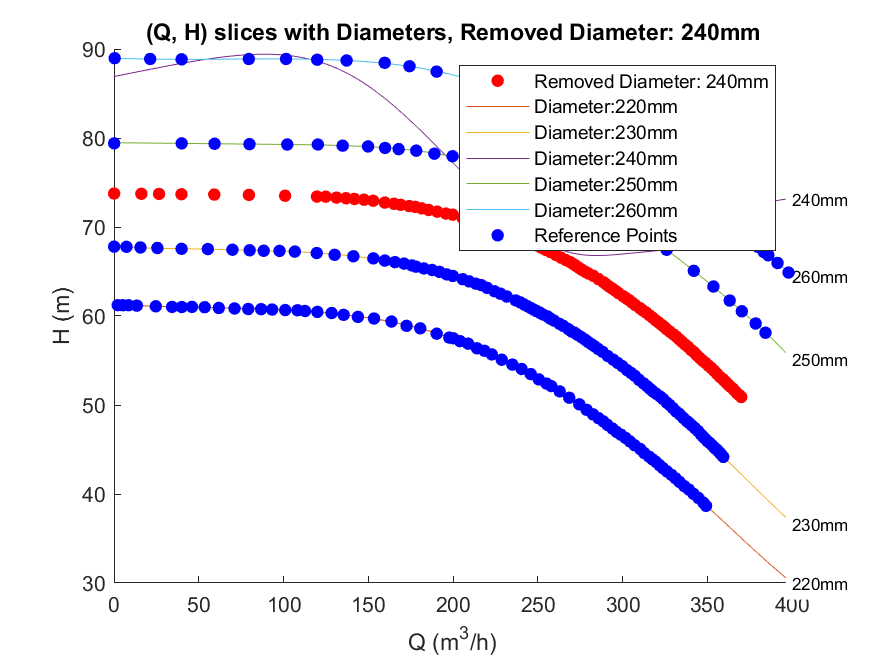 (Q, H) slices with Diameters, Removed Diameter: 240mm
H (m)
90
80
70
60
50
40
30
0
50
100
150
200
250
300
350
400
Q (m3/h)
Removed Diameter: 240mm
Diameter:220mm
Diameter:230mm
Diameter:240mm
Diameter:250mm
Diameter:260mm
Reference Points
240mm
260mm
250mm
230mm
220mm